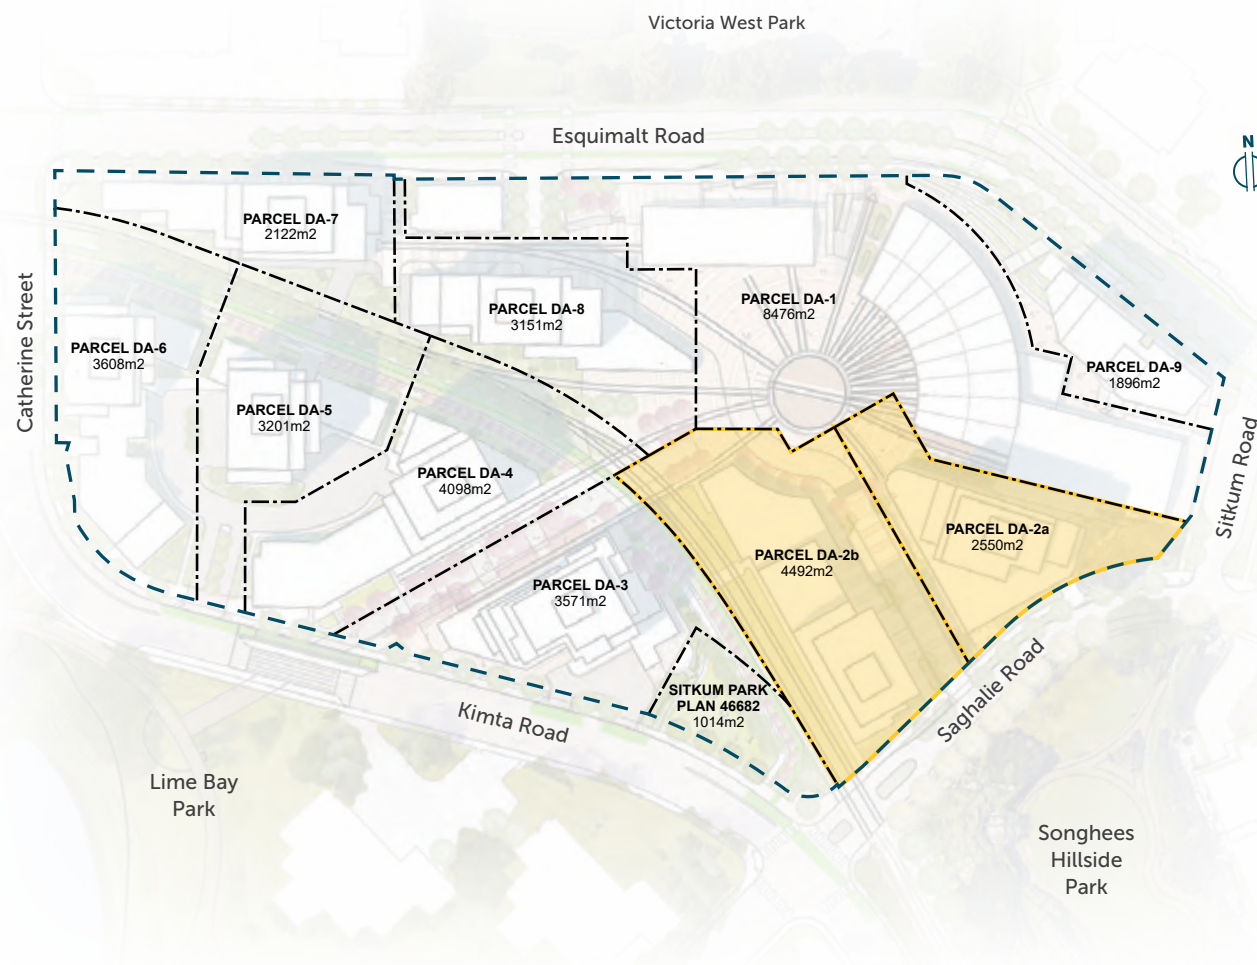 Victoria West Park
Esquimalt Road
N
PARCEL DA-7
2122m2
PARCEL DA-8
3151m2
PARCEL DA-1
8476m2
PARCEL DA-6
3608m2
PARCEL DA-9
1896m2
Catherine Street
PARCEL DA-5
3201m2
PARCEL DA-4
4098m2
Sitkum Road
PARCEL DA-2a
2550m2
PARCEL DA-2b
4492m2
PARCEL DA-3
3571m2
SITKUM PARK
PLAN 46682
1014m2
Saghalie Road
Kimta Road
Lime Bay
Park
Songhees
Hillside
Park